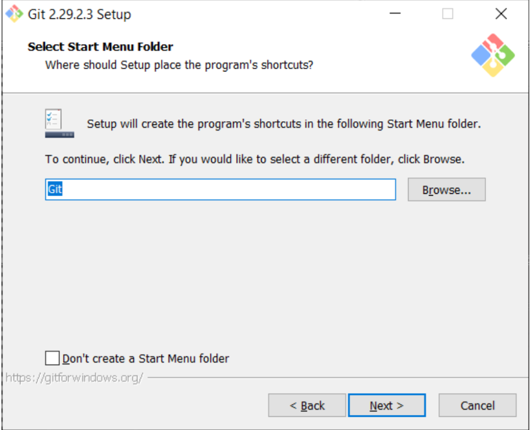 Git 2.29.2.3 Setup
Select Start Menu Folder
Where should Setup place the program's shortcuts?
Setup will create the program's shortcuts in the following Start Menu folder.
To continue, click Next. If you would like to select a different folder, click Browse.
Git
Browse...
Don't create a Start Menu folder
https://gitforwindows.org/
< Back
Next >
Cancel